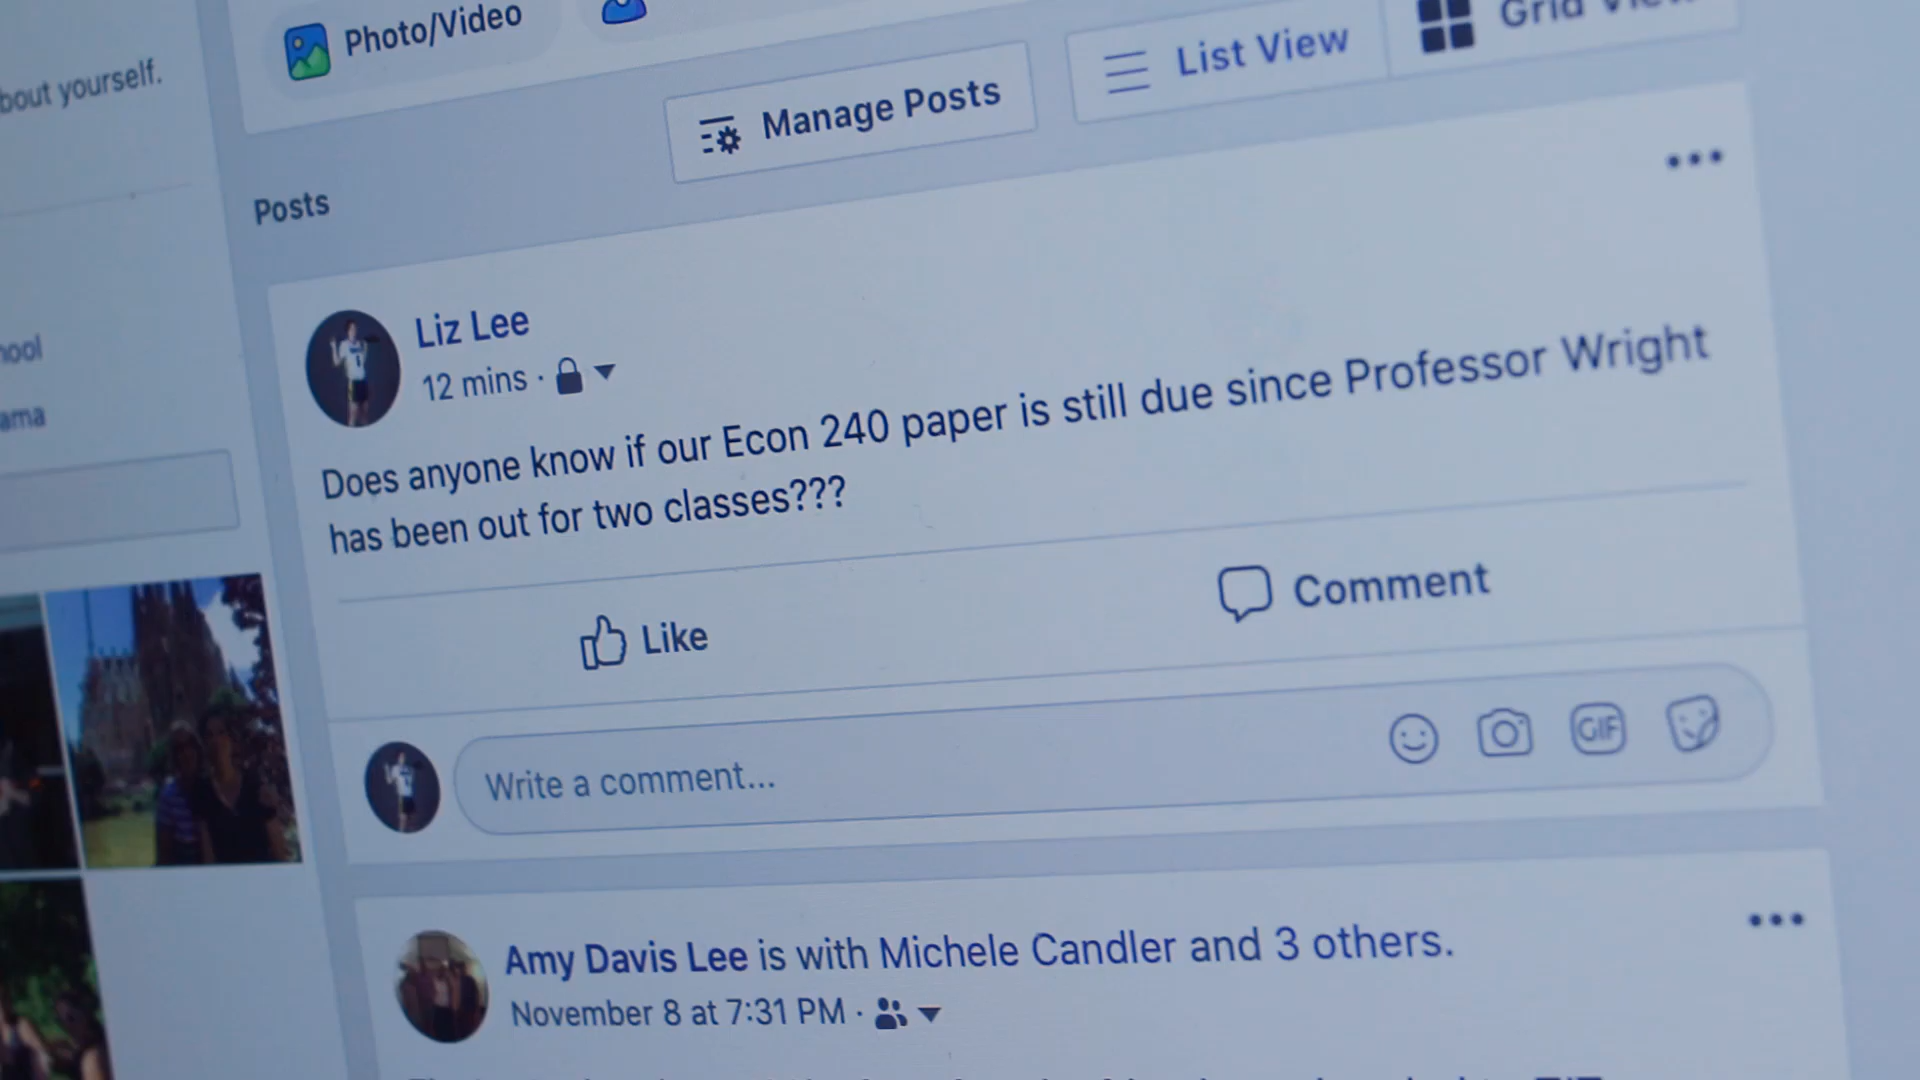 bout yourself.
Photo/Video
Manage Posts
List View
Grid View
Posts
Liz Lee
12 mins ·
Does anyone know if our Econ 240 paper is still due since Professor Wright
has been out for two classes???
Like
Comment
Write a comment...
GIF
Amy Davis Lee is with Michele Candler and 3 others.
November 8 at 7:31 PM ·
hool
ama